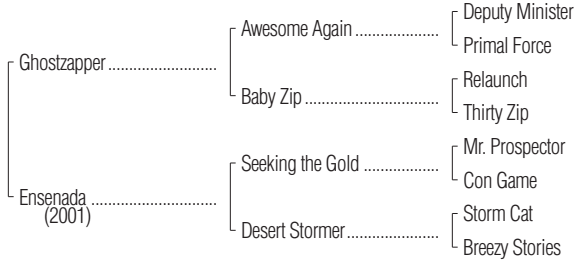 Deputy Minister
Awesome Again ....................
Primal Force
Ghostzapper ..........................
Relaunch
Baby Zip ................................
Thirty Zip
Mr. Prospector
Seeking the Gold ..................
Con Game
Ensenada ..............................
(2001)
Storm Cat
Desert Stormer ......................
Breezy Stories